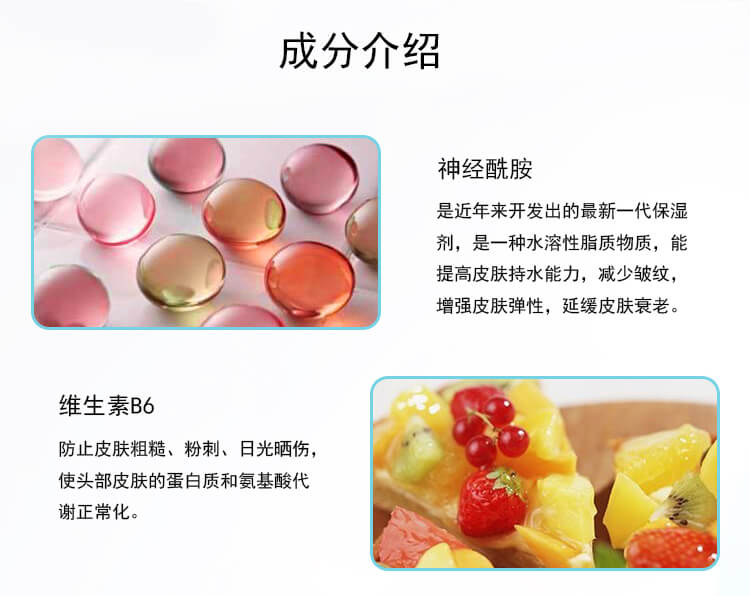 成分介绍
神经酰胺
是近年来开发出的最新一代保湿
剂，是一种水溶性脂质物质，能
提高皮肤持水能力，减少皱纹，
增强皮肤弹性，延缓皮肤衰老。
维生素B6
防止皮肤粗糙、粉刺、日光晒伤，
使头部皮肤的蛋白质和氨基酸代
谢正常化。